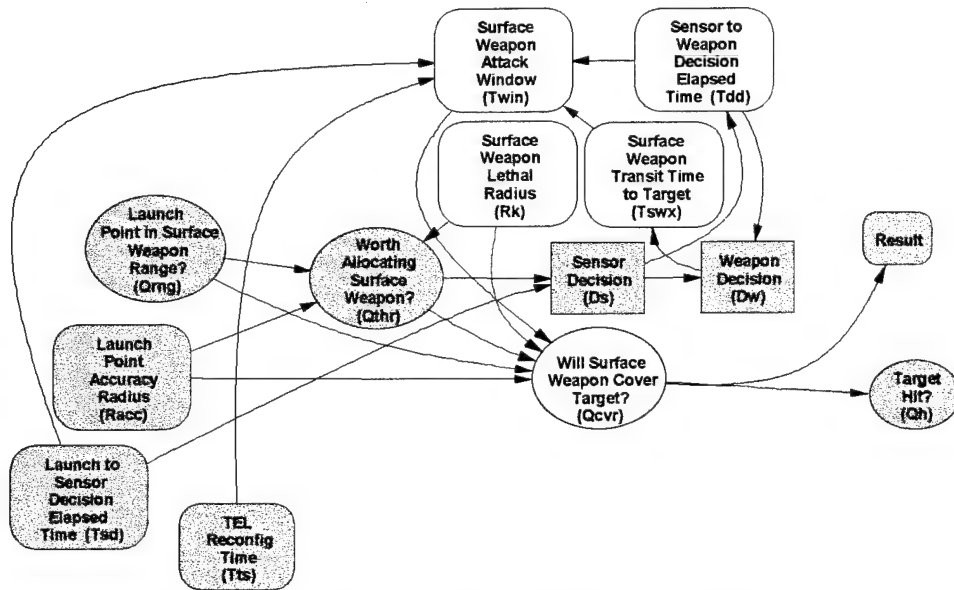 Surface
Weapon
Attack
Window
(Twin)
Sensor to
Weapon
Decision
Elapsed
Time (Tdd)
Surface
Weapon
Lethal
Radius
(Rk)
Surface
Weapon
Transit Time
to Target
(Tswx)
Launch
Point in Surface
Weapon
Range?
(Qrng)
Worth
Allocating
Surface
Weapon?
(Qthr)
Sensor
Decision
(Ds)
Weapon
Decision
(Dw)
Result
Launch
Point
Accuracy
Radius
(Racc)
Will Surface
Weapon Cover
Target?
(Qcvr)
Target
Hit?
(Qh)
Launch to
Sensor
Decision
Elapsed
Time (Tsd)
TEL
Reconfig
Time
(Tts)